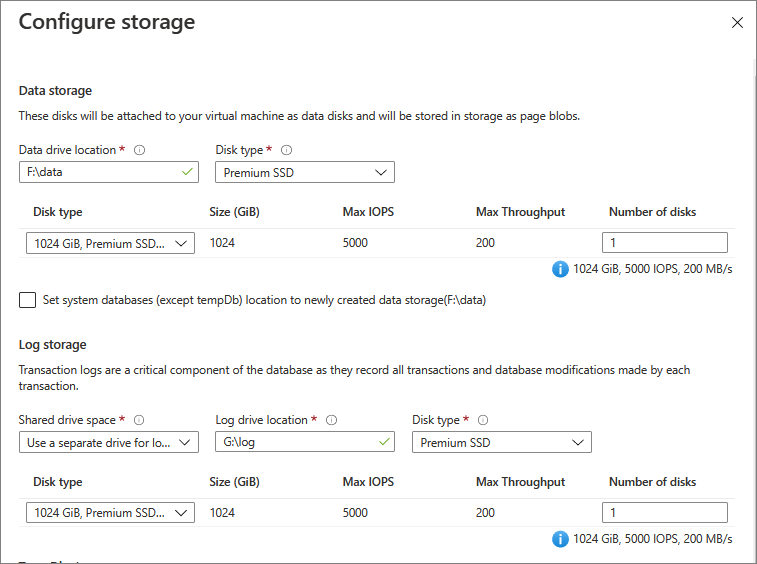 Configure storage
Data storage
These disks will be attached to your virtual machine as data disks and will be stored in storage as page blobs.
Data drive location * Disk type *
F:\data Premium SSD
Disk type Size (GiB) Max IOPS Max Throughput Number of disks
1024 GiB, Premium SSD... 1024 5000 200 1
1024 GiB, 5000 IOPS, 200 MB/s
Set system databases (except tempDb) location to newly created data storage(F:\data)
Log storage
Transaction logs are a critical component of the database as they record all transactions and database modifications made by each
transaction.
Shared drive space * Log drive location * Disk type *
Use a separate drive for lo... G:\log Premium SSD
Disk type Size (GiB) Max IOPS Max Throughput Number of disks
1024 GiB, Premium SSD... 1024 5000 200 1
1024 GiB, 5000 IOPS, 200 MB/s